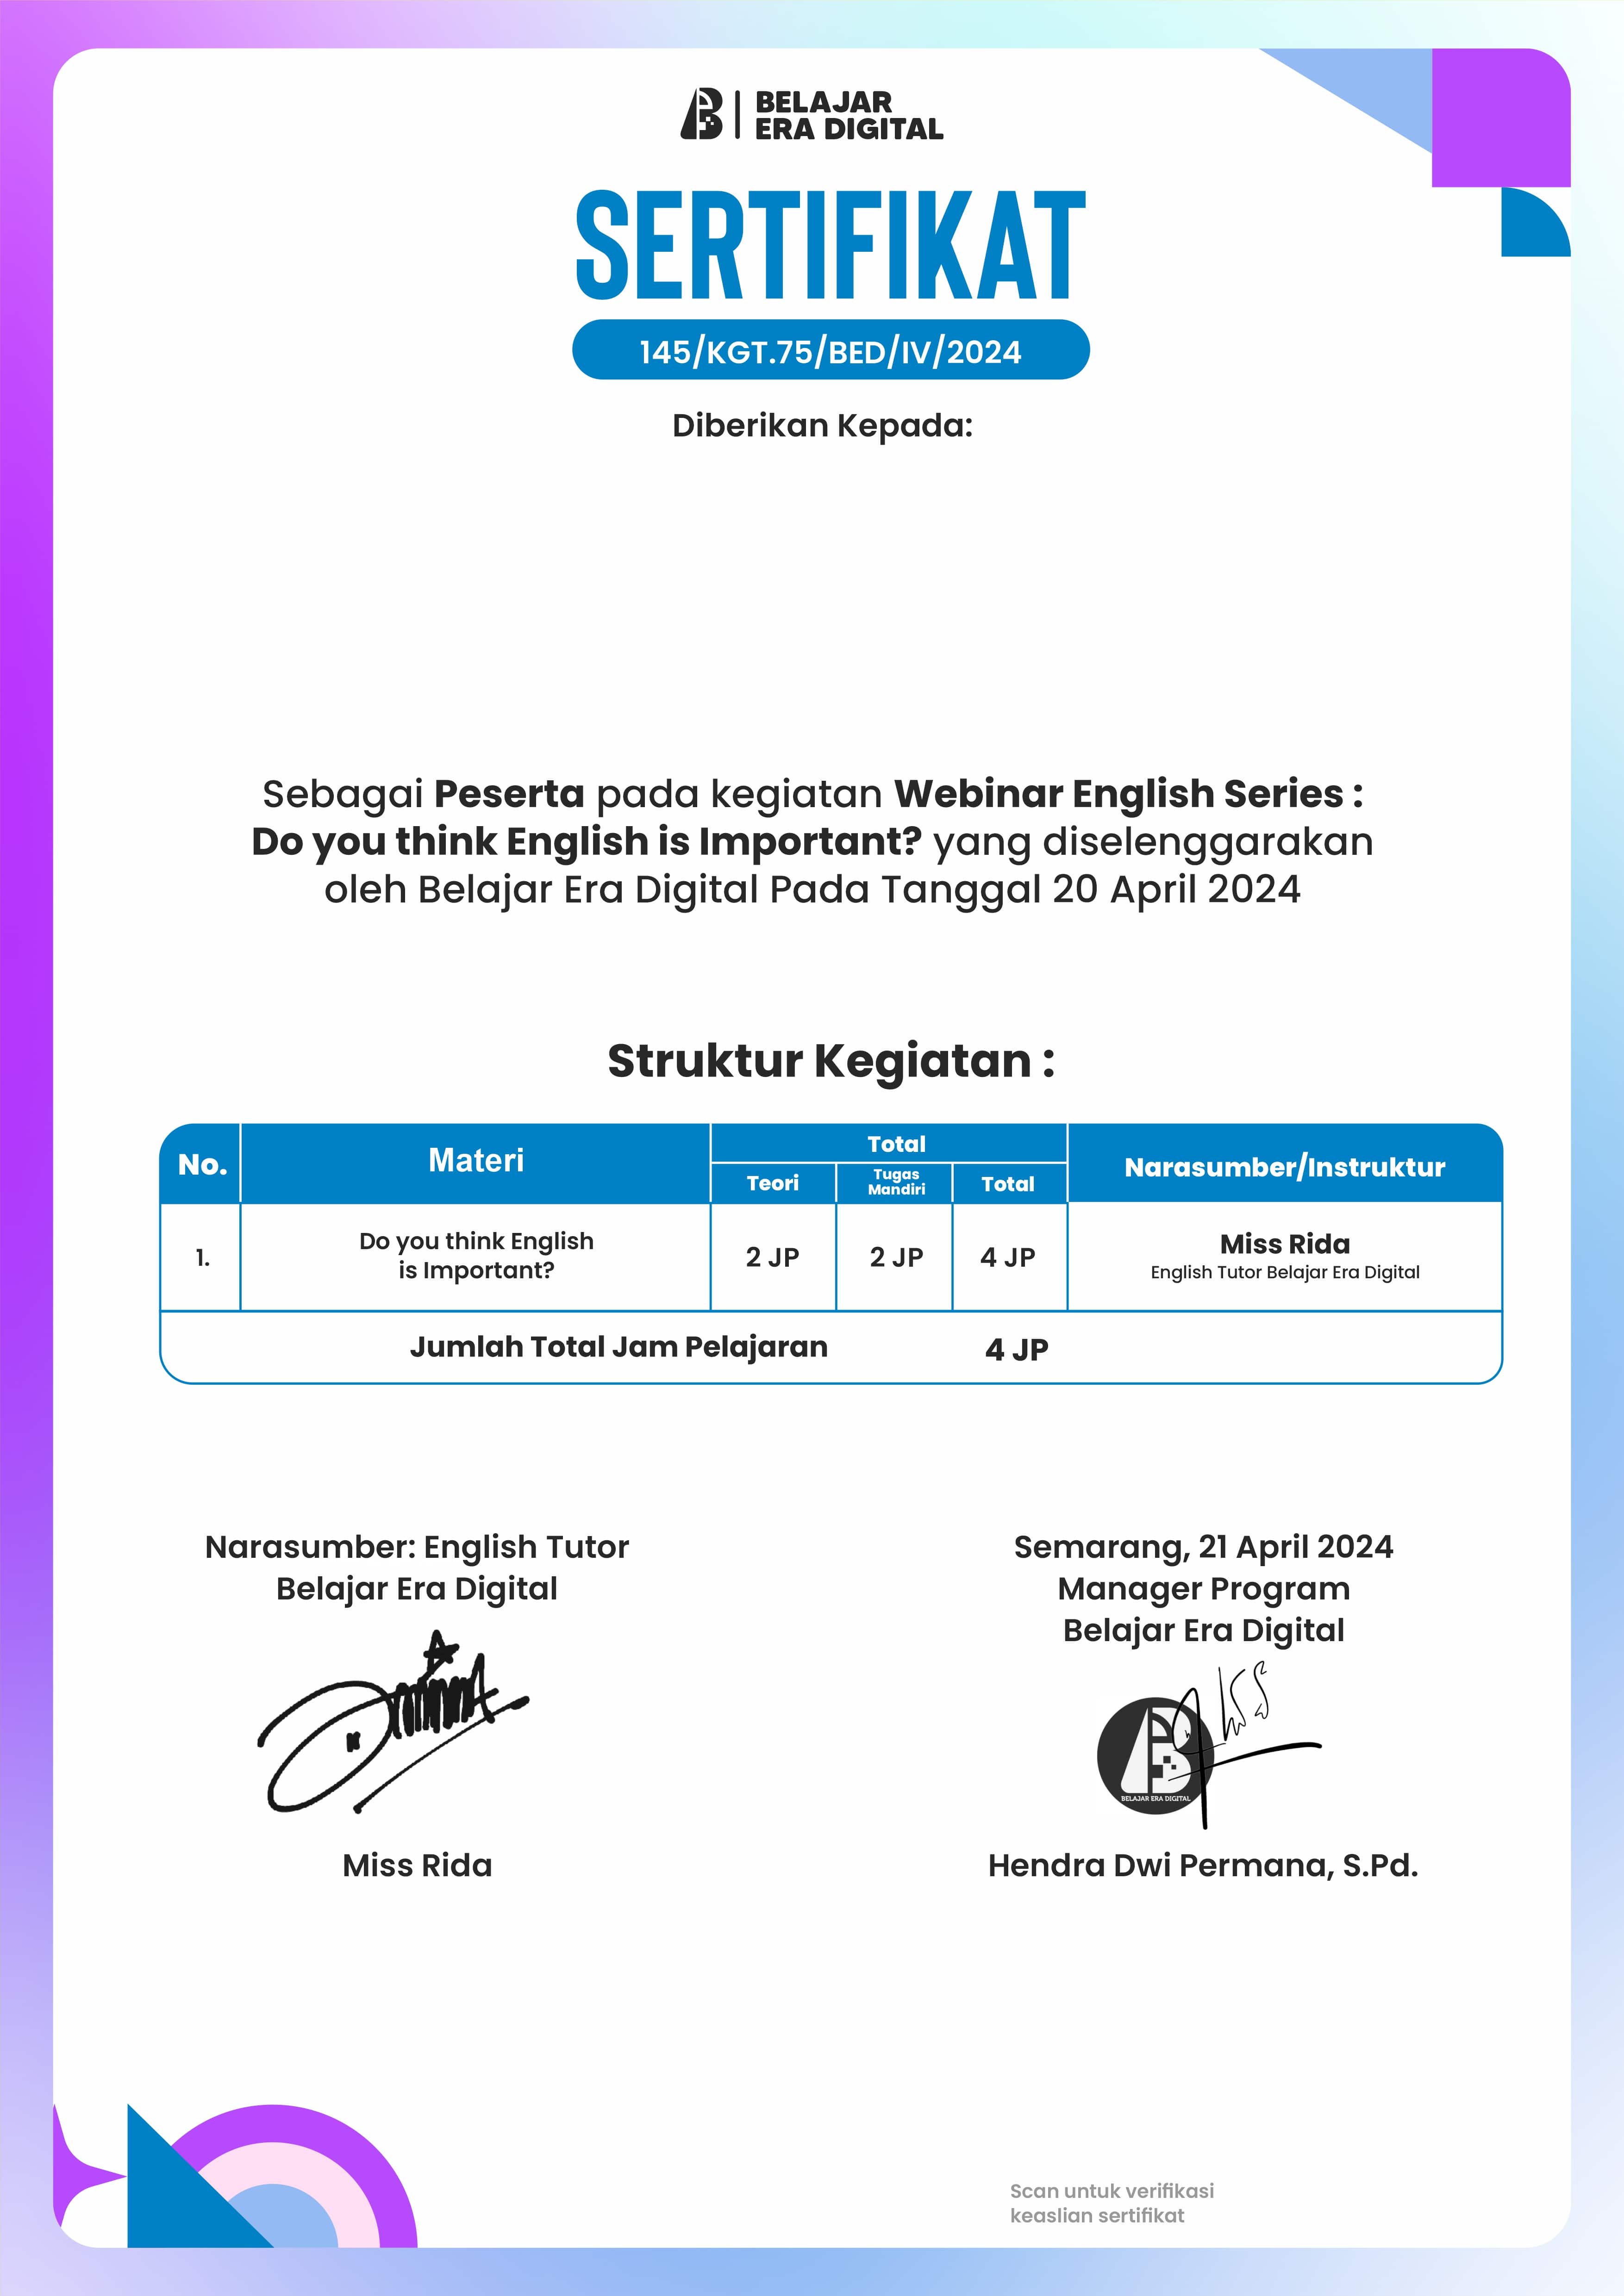 BELAJAR
ERA DIGITAL
SERTIFIKAT
145/KGT.75/BED/IV/2024
Diberikan Kepada:
Sebagai Peserta pada kegiatan Webinar English Series :
Do you think English is Important? yang diselenggarakan
oleh Belajar Era Digital Pada Tanggal 20 April 2024
Struktur Kegiatan :
No.
Materi
Total
Teori
Tugas
Mandiri
Total
Narasumber/Instruktur
1.
Do you think English
is Important?
2 JP
2 JP
4 JP
Miss Rida
English Tutor Belajar Era Digital
Jumlah Total Jam Pelajaran
4 JP
Narasumber: English Tutor
Belajar Era Digital
Miss Rida
Semarang, 21 April 2024
Manager Program
Belajar Era Digital
BELAJAR ERA DIGITAL
Hendra Dwi Permana, S.Pd.
Scan untuk verifikasi
keaslian sertifikat